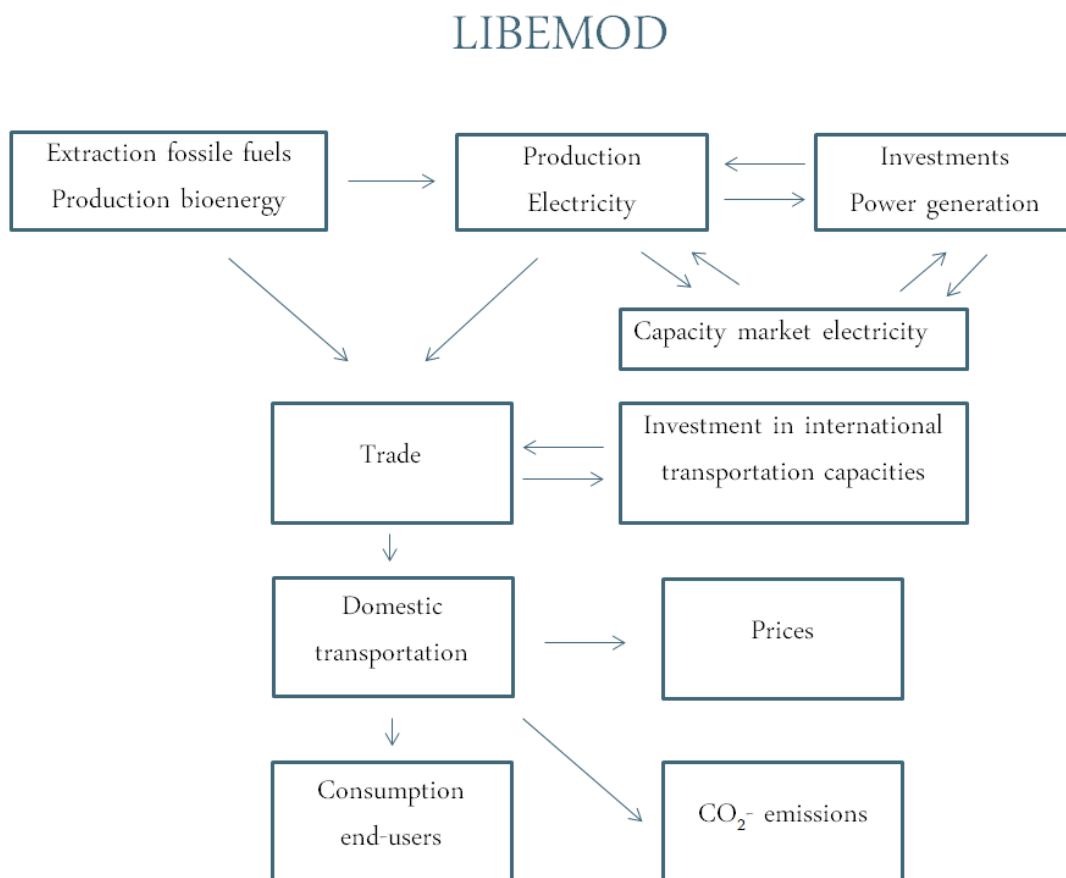 LIBEMOD
Extraction fossile fuels
Production bioenergy
Production
Electricity
Investments
Power generation
Capacity market electricity
Trade
Investment in international
transportation capacities
Domestic
transportation
Prices
Consumption
end-users
CO₂- emissions